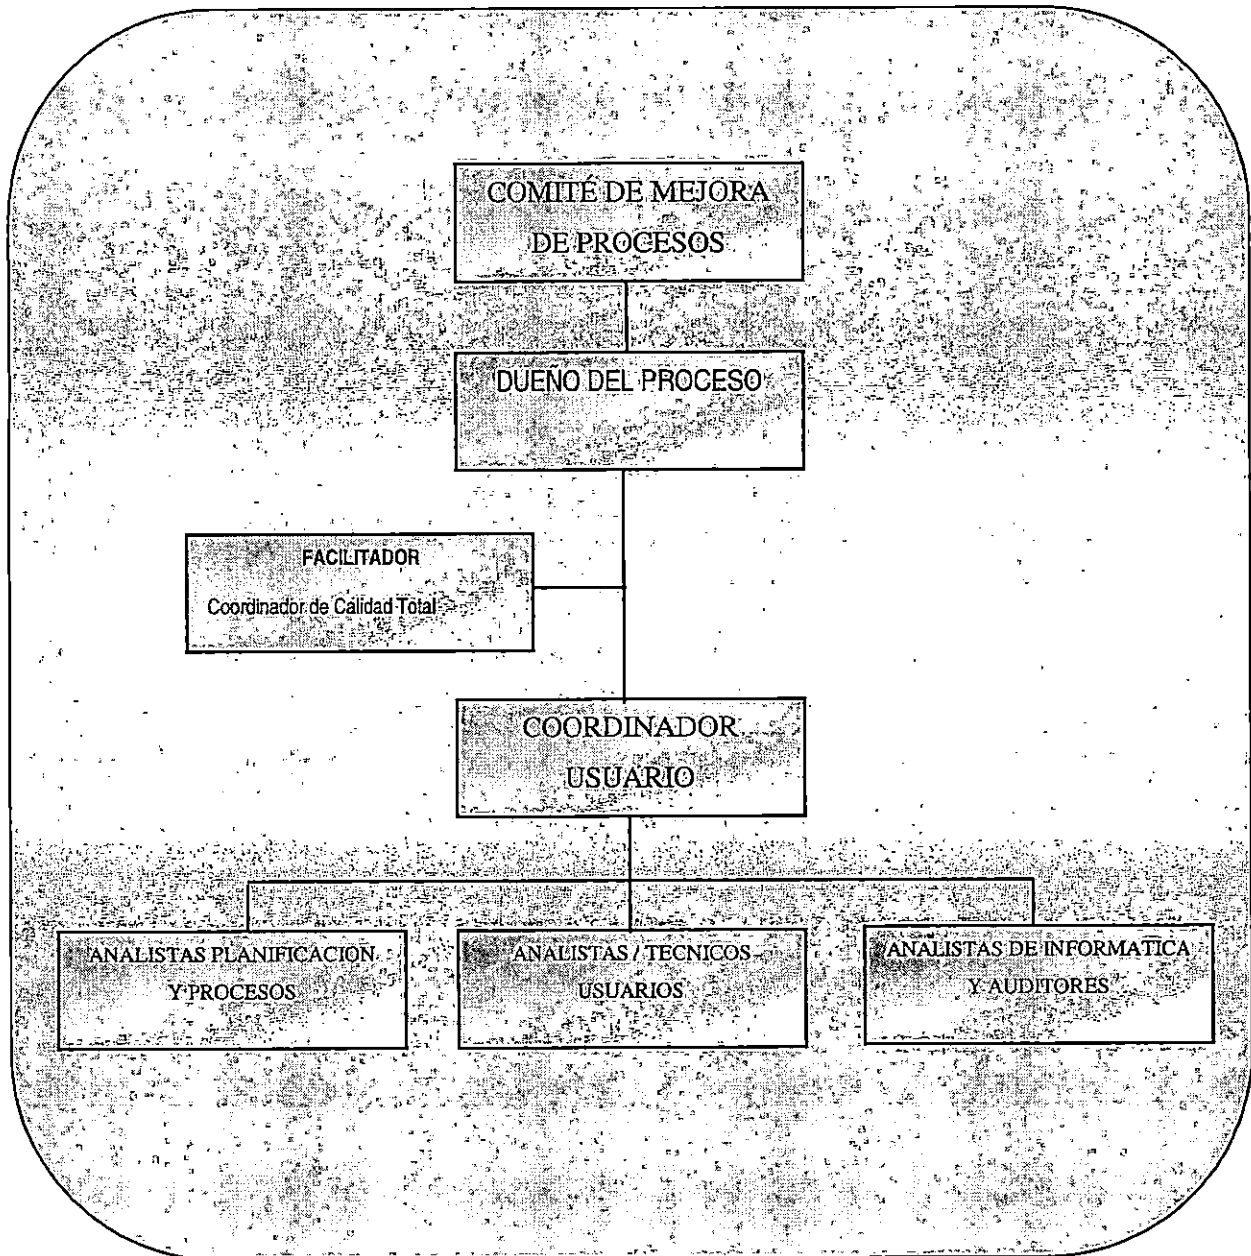 COMITÉ DE MEJORA
DE PROCESOS
DUEÑO DEL PROCESO
FACILITADOR
Coordinador de Calidad Total
COORDINADOR
USUARIO
ANALISTAS PLANIFICACION
Y PROCESOS
ANALISTAS / TECNICOS
USUARIOS
ANALISTAS DE INFORMATICA
Y AUDITORES